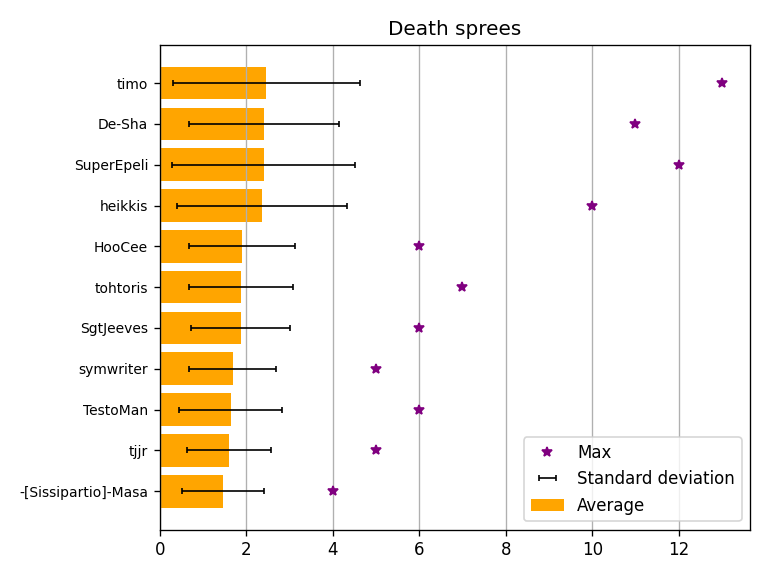 Death sprees
timo
De-Sha
SuperEpeli
heikkis
HooCee
tohtoris
SgtJeeves
symwriter
TestoMan
tjjr
-[Sissipartio]-Masa
Max
Standard deviation
Average
0 2 4 6 8 10 12